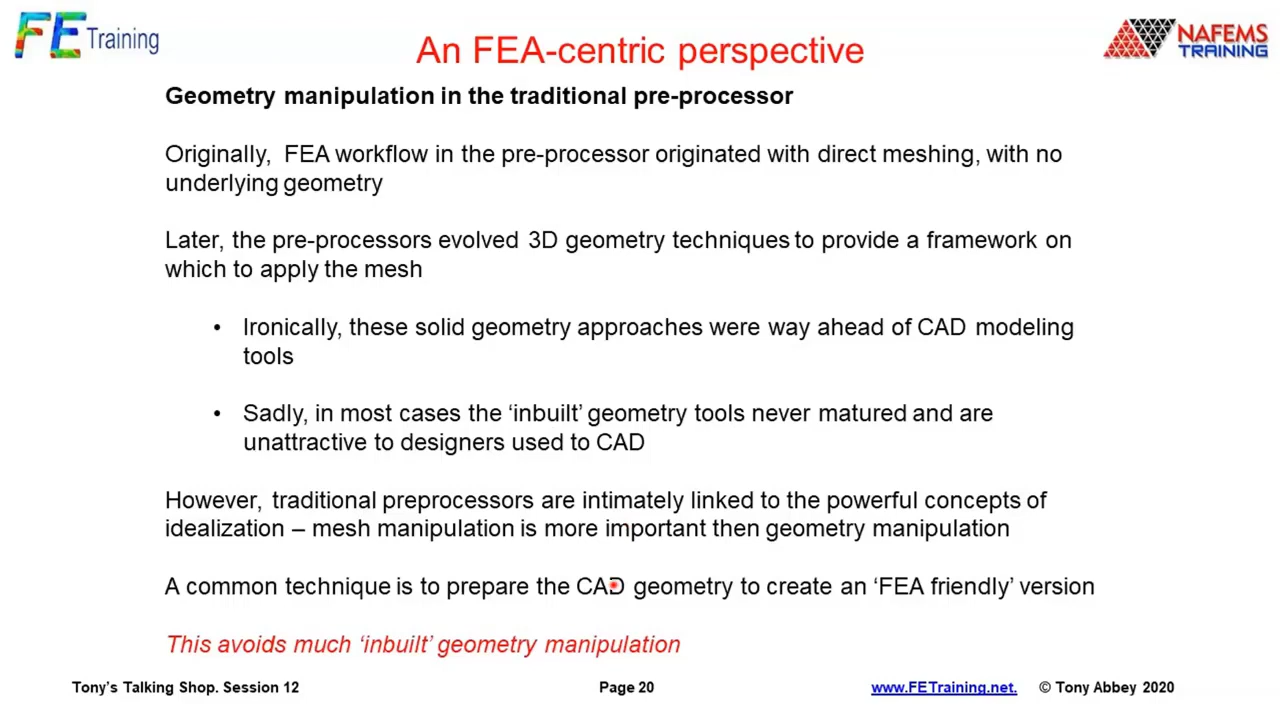 FE Training
An FEA-centric perspective
NAFEMS
TRAINING
Geometry manipulation in the traditional pre-processor
Originally, FEA workflow in the pre-processor originated with direct meshing, with no
underlying geometry
Later, the pre-processors evolved 3D geometry techniques to provide a framework on
which to apply the mesh
• Ironically, these solid geometry approaches were way ahead of CAD modeling
tools
• Sadly, in most cases the ‘inbuilt’ geometry tools never matured and are
unattractive to designers used to CAD
However, traditional preprocessors are intimately linked to the powerful concepts of
idealization – mesh manipulation is more important then geometry manipulation
A common technique is to prepare the CAD geometry to create an ‘FEA friendly’ version
This avoids much ‘inbuilt’ geometry manipulation
Tony’s Talking Shop. Session 12 Page 20 www.FETraining.net. © Tony Abbey 2020